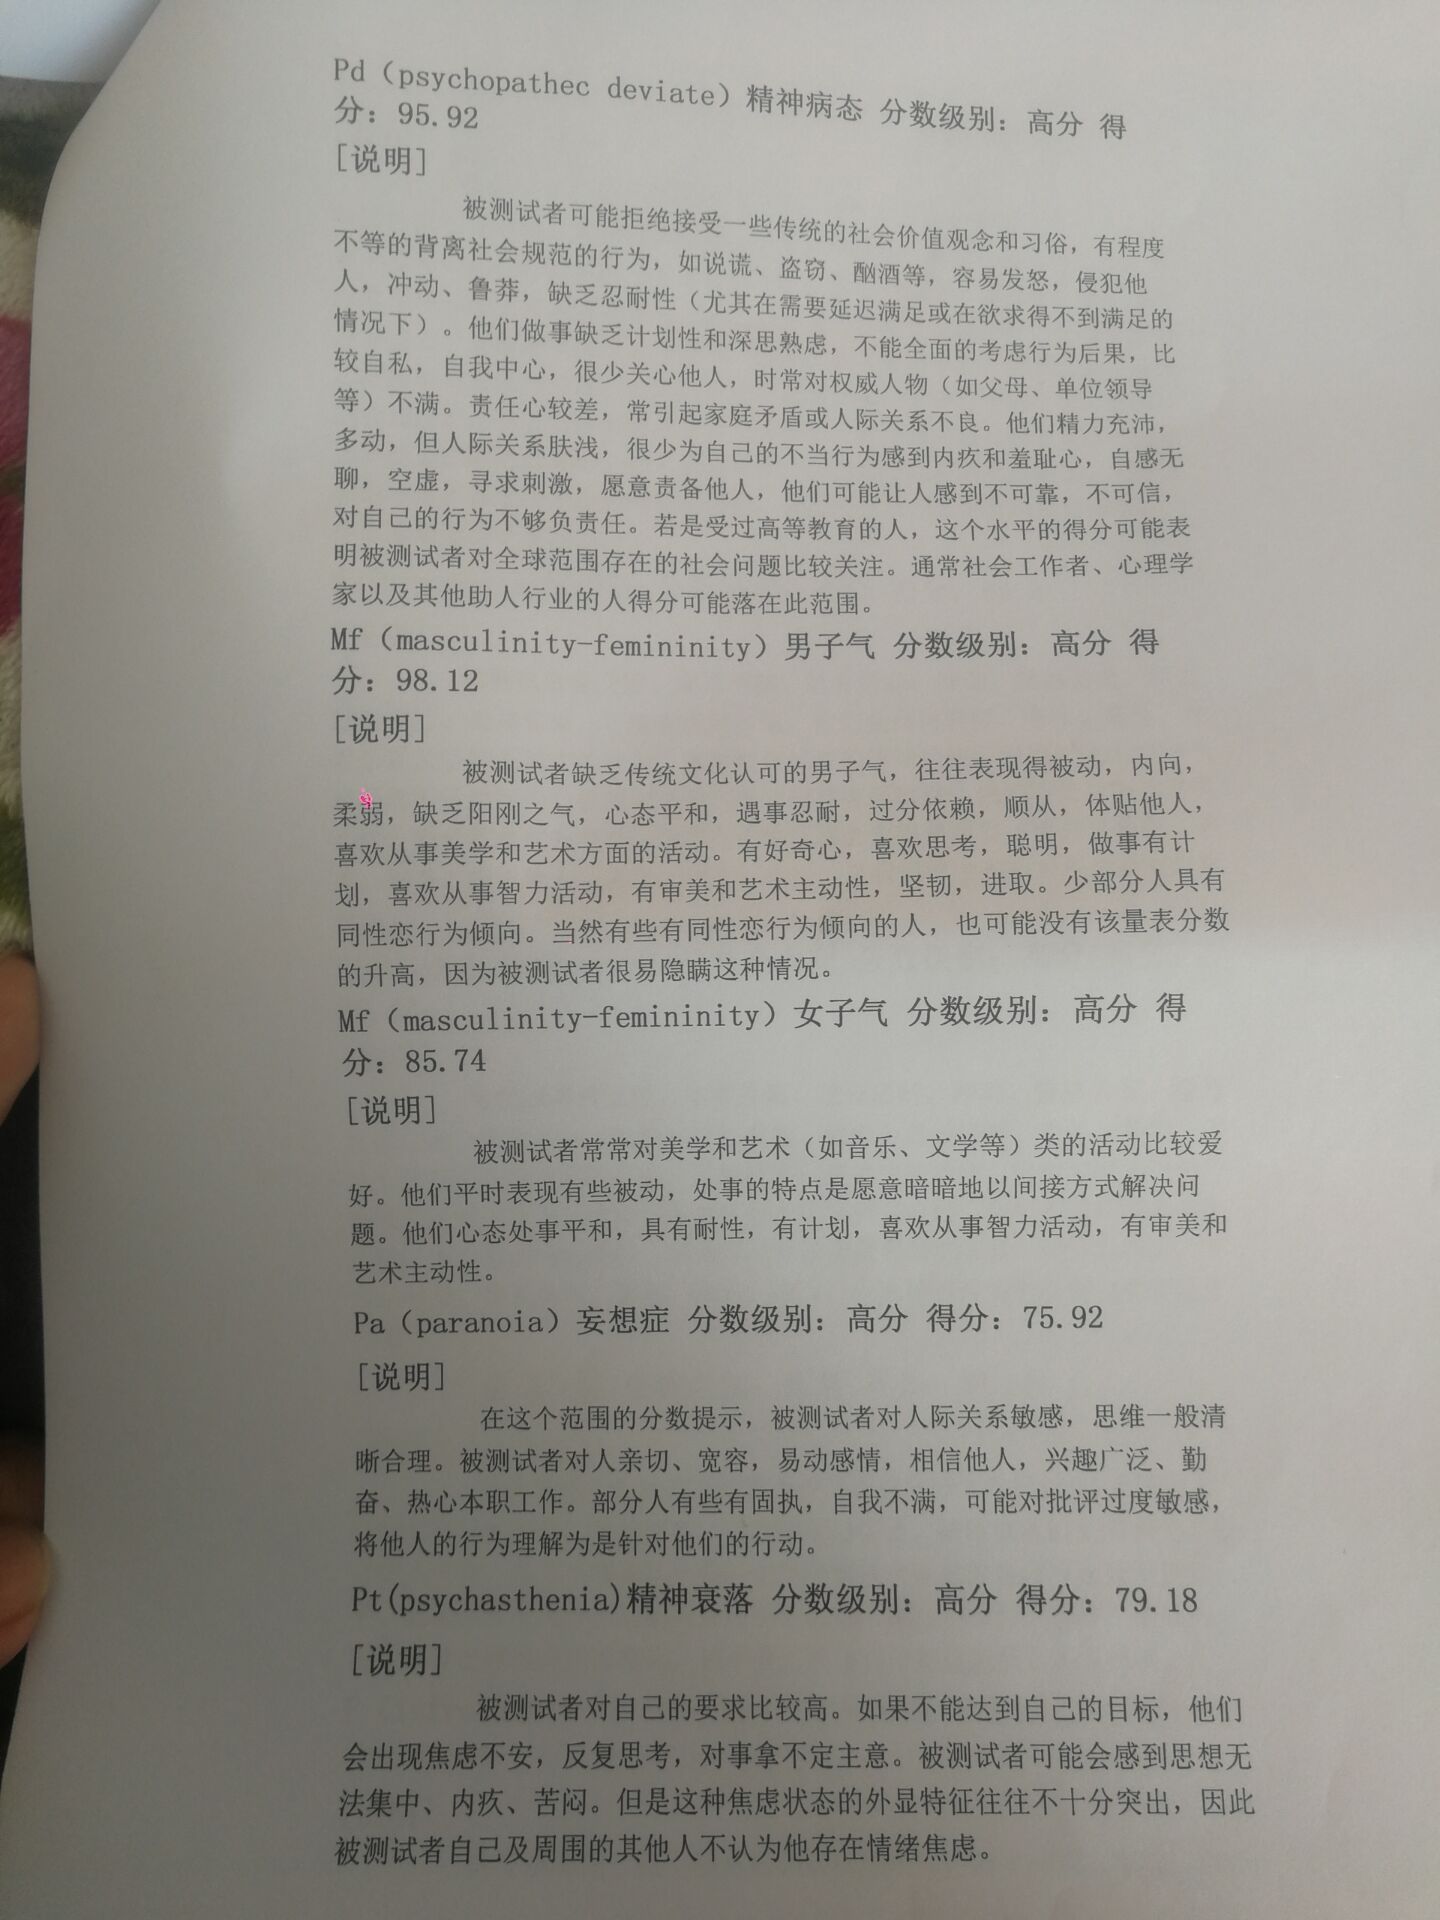 Pd（psychopathec deviate）精神病态 分数级别：高分 得
分：95.92
[说明]
被测试者可能拒绝接受一些传统的社会价值观念和习俗，有程度
不等的背离社会规范的行为，如说谎、盗窃、酗酒等，容易发怒，侵犯他
人，冲动、鲁莽，缺乏忍耐性（尤其在需要延迟满足或在欲求得不到满足的
情况下）。他们做事缺乏计划性和深思熟虑，不能全面的考虑行为后果，比
较自私，自我中心，很少关心他人，时常对权威人物（如父母、单位领导
等）不满。责任心较差，常引起家庭矛盾或人际关系不良。他们精力充沛，
多动，但人际关系肤浅，很少为自己的不当行为感到内疚和羞耻心，自感无
聊，空虚，寻求刺激，愿意责备他人，他们可能让人感到不可靠，不可信，
对自己的行为不够负责任。若是受过高等教育的人，这个水平的得分可能表
明被测试者对全球范围存在的社会问题比较关注。通常社会工作者、心理学
家以及其他助人行业的人得分可能落在此范围。
Mf（masculinity-femininity）男子气 分数级别：高分 得
分：98.12
[说明]
被测试者缺乏传统文化认可的男子气，往往表现得被动，内向，
柔弱，缺乏阳刚之气，心态平和，遇事忍耐，过分依赖，顺从，体贴他人，
喜欢从事美学和艺术方面的活动。有好奇心，喜欢思考，聪明，做事有计
划，喜欢从事智力活动，有审美和艺术主动性，坚韧，进取。少部分人具有
同性恋行为倾向。当然有些有同性恋行为倾向的人，也可能没有该量表分数
的升高，因为被测试者很易隐瞒这种情况。
Mf（masculinity-femininity）女子气 分数级别：高分 得
分：85.74
[说明]
被测试者常常对美学和艺术（如音乐、文学等）类的活动比较爱
好。他们平时表现有些被动，处事的特点是愿意暗暗地以间接方式解决问
题。他们心态处事平和，具有耐性，有计划，喜欢从事智力活动，有审美和
艺术主动性。
Pa（paranoia）妄想症 分数级别：高分 得分：75.92
[说明]
在这个范围的分数提示，被测试者对人际关系敏感，思维一般清
晰合理。被测试者对人亲切、宽容，易动感情，相信他人，兴趣广泛、勤
奋、热心本职工作。部分人有些有固执，自我不满，可能对批评过度敏感，
将他人的行为理解为是针对他们的行动。
Pt(psychasthenia)精神衰落 分数级别：高分 得分：79.18
[说明]
被测试者对自己的要求比较高。如果不能达到自己的目标，他们
会出现焦虑不安，反复思考，对事拿不定主意。被测试者可能会感到思想无
法集中、内疚、苦闷。但是这种焦虑状态的外显特征往往不十分突出，因此
被测试者自己及周围的其他人不认为他存在情绪焦虑。